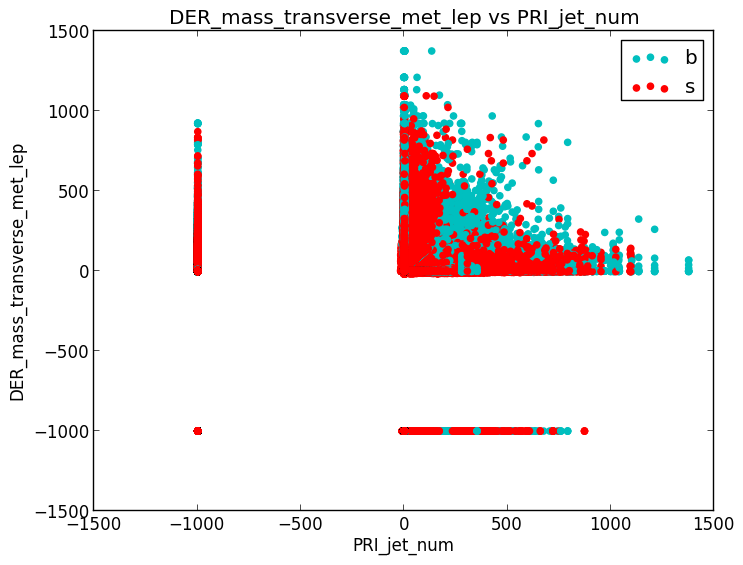 DER_mass_transverse_met_lep vs PRI_jet_num
1500
1000
500
0
−500
−1000
−1500
DER_mass_transverse_met_lep
b
s
−1500 −1000 −500 0 500 1000 1500
PRI_jet_num